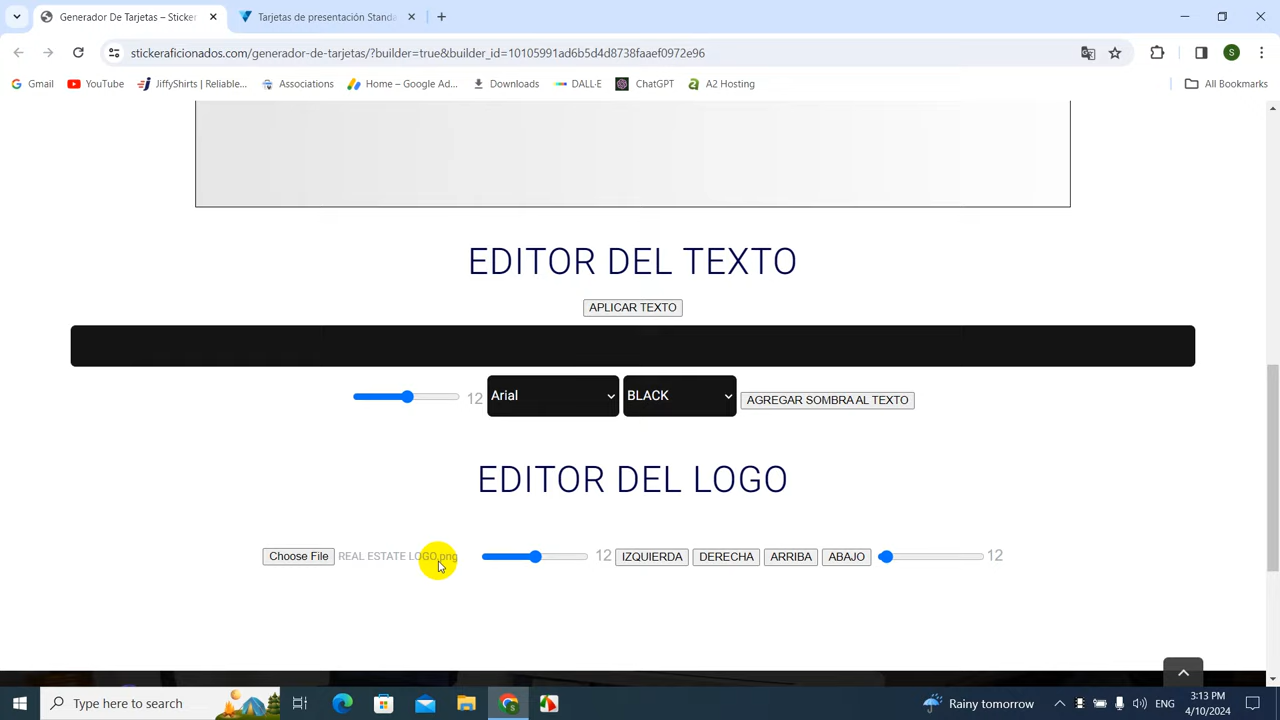 Generador De Tarjetas – Sticker
Tarjetas de presentación Standa
stickeraficionados.com/generador-de-tarjetas/?builder=true&builder_id=10105991ad6b5d4d8738faaef0972e96
S
Gmail
YouTube
JiffyShirts | Reliable...
Associations
Home – Google Ad...
Downloads
DALL·E
ChatGPT
A2 Hosting
All Bookmarks
EDITOR DEL TEXTO
APLICAR TEXTO
12
Arial
BLACK
AGREGAR SOMBRA AL TEXTO
EDITOR DEL LOGO
Choose File REAL ESTATE LOGO.png
12
IZQUIERDA
DERECHA
ARRIBA
ABAJO
12
Type here to search
Rainy tomorrow
ENG
3:13 PM
4/10/2024